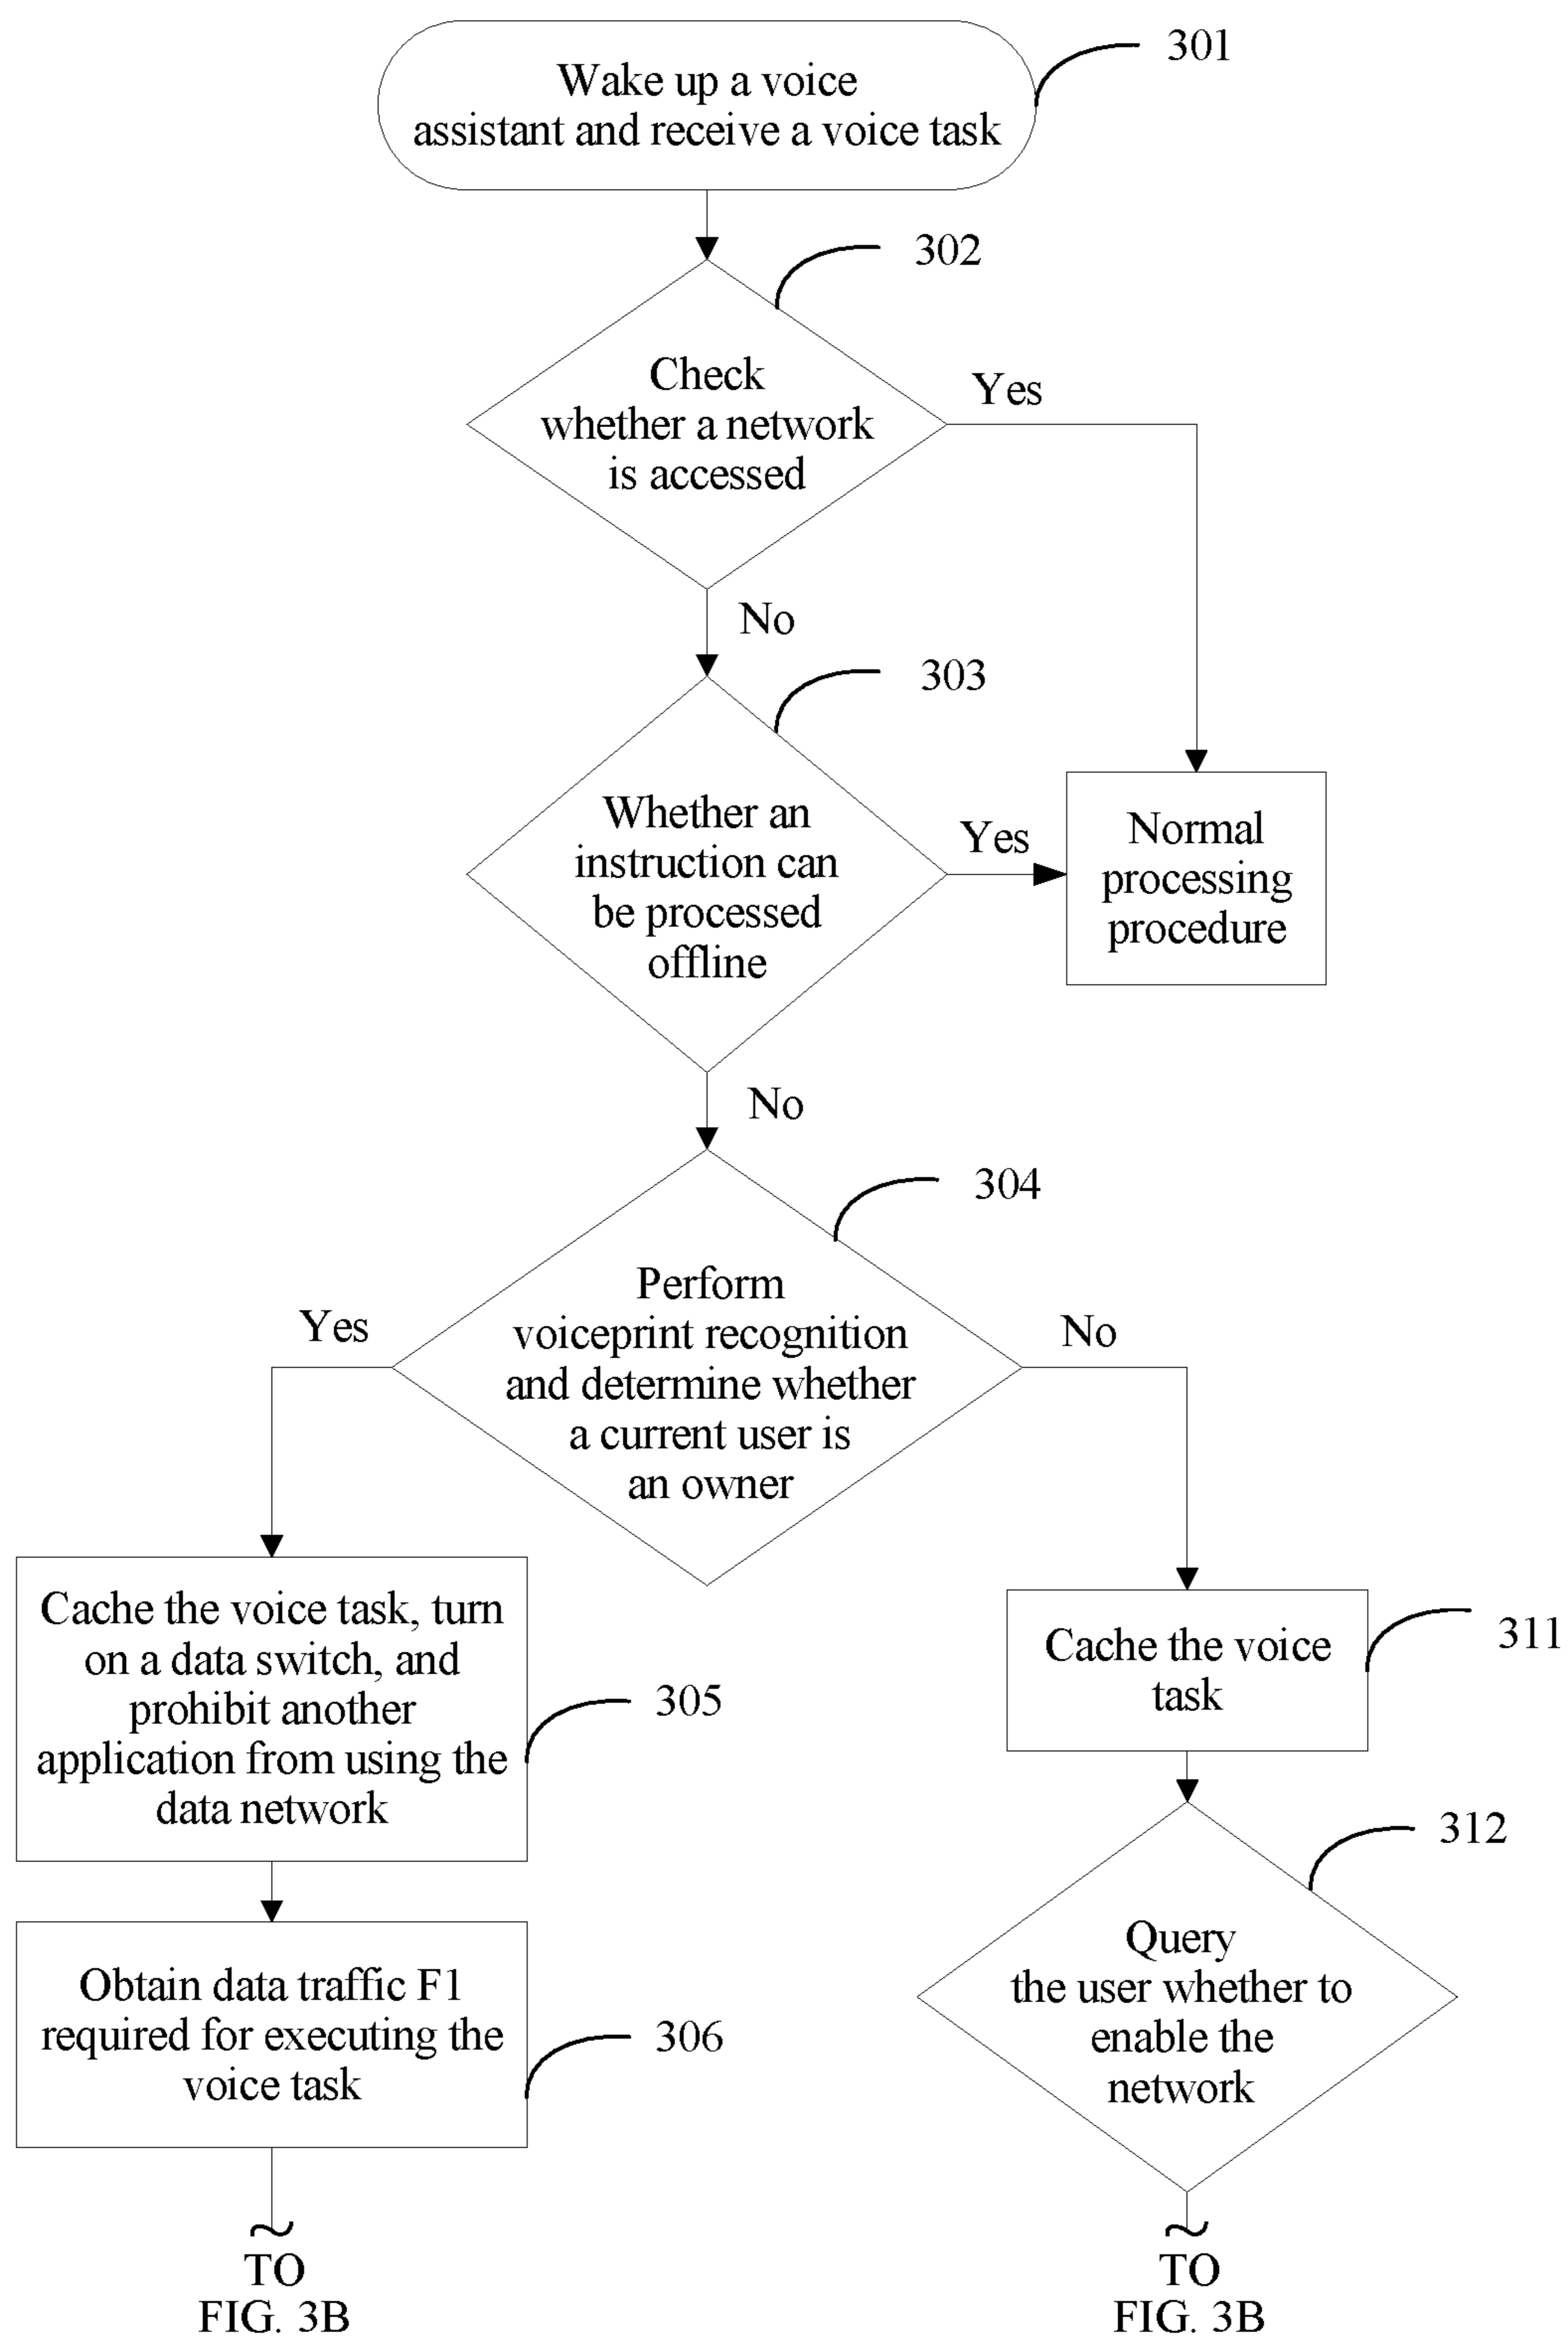 Wake up a voice
assistant and receive a voice task
301
302
Check
whether a network
is accessed
Yes
No
303
Whether an
instruction can
be processed
offline
Yes
Normal
processing
procedure
No
304
Perform
voiceprint recognition
and determine whether
a current user is
an owner
Yes
No
Cache the voice task, turn
on a data switch, and
prohibit another
application from using the
data network
305
Cache the voice
task
311
312
Obtain data traffic F1
required for executing the
voice task
306
Query
the user whether to
enable the
network
TO
FIG. 3B
TO
FIG. 3B